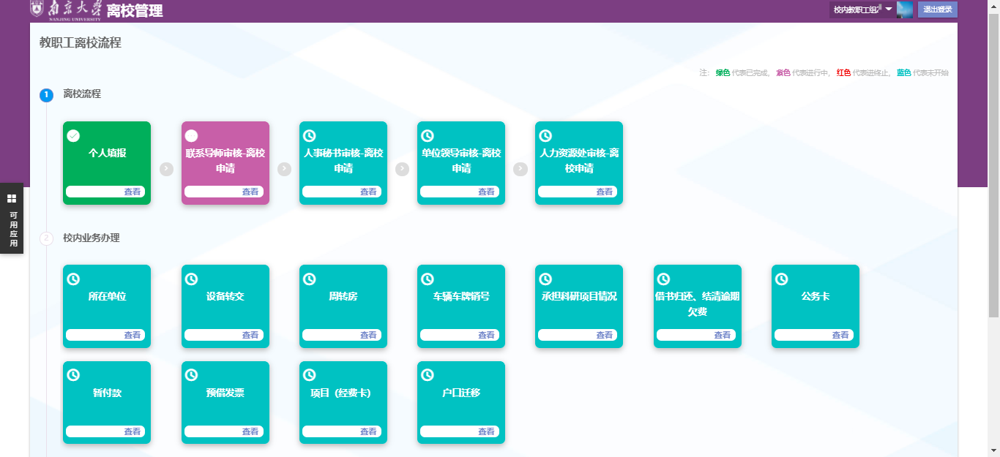 南京大学 离校管理
NANJING UNIVERSITY
校内教职工组
退出登录
教职工离校流程
注: 绿色 代表已完成, 紫色 代表进行中, 红色 代表进终止, 蓝色 代表未开始
1 离校流程
个人填报
查看
联系导师审核-离校
申请
查看
人事秘书审核-离校
申请
查看
单位领导审核-离校
申请
查看
人力资源处审核-离
校申请
查看
可用应用
2 校内业务办理
所在单位
查看
设备转交
查看
周转房
查看
车辆车牌销号
查看
承担科研项目情况
查看
借书归还、结清逾期
欠费
查看
公务卡
查看
暂付款
查看
预借发票
查看
项目（经费卡）
查看
户口迁移
查看